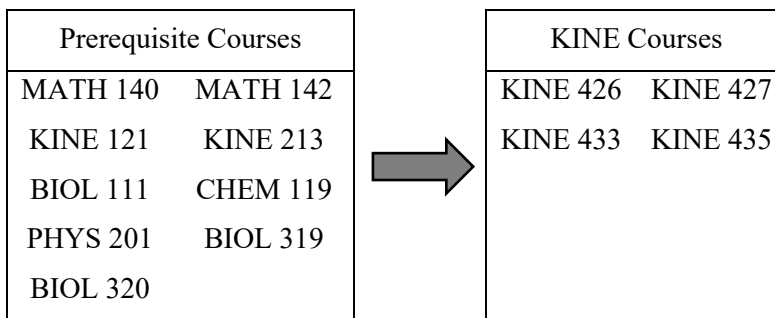 Prerequisite Courses
MATH 140 MATH 142
KINE 121 KINE 213
BIOL 111 CHEM 119
PHYS 201 BIOL 319
BIOL 320
KINE Courses
KINE 426 KINE 427
KINE 433 KINE 435